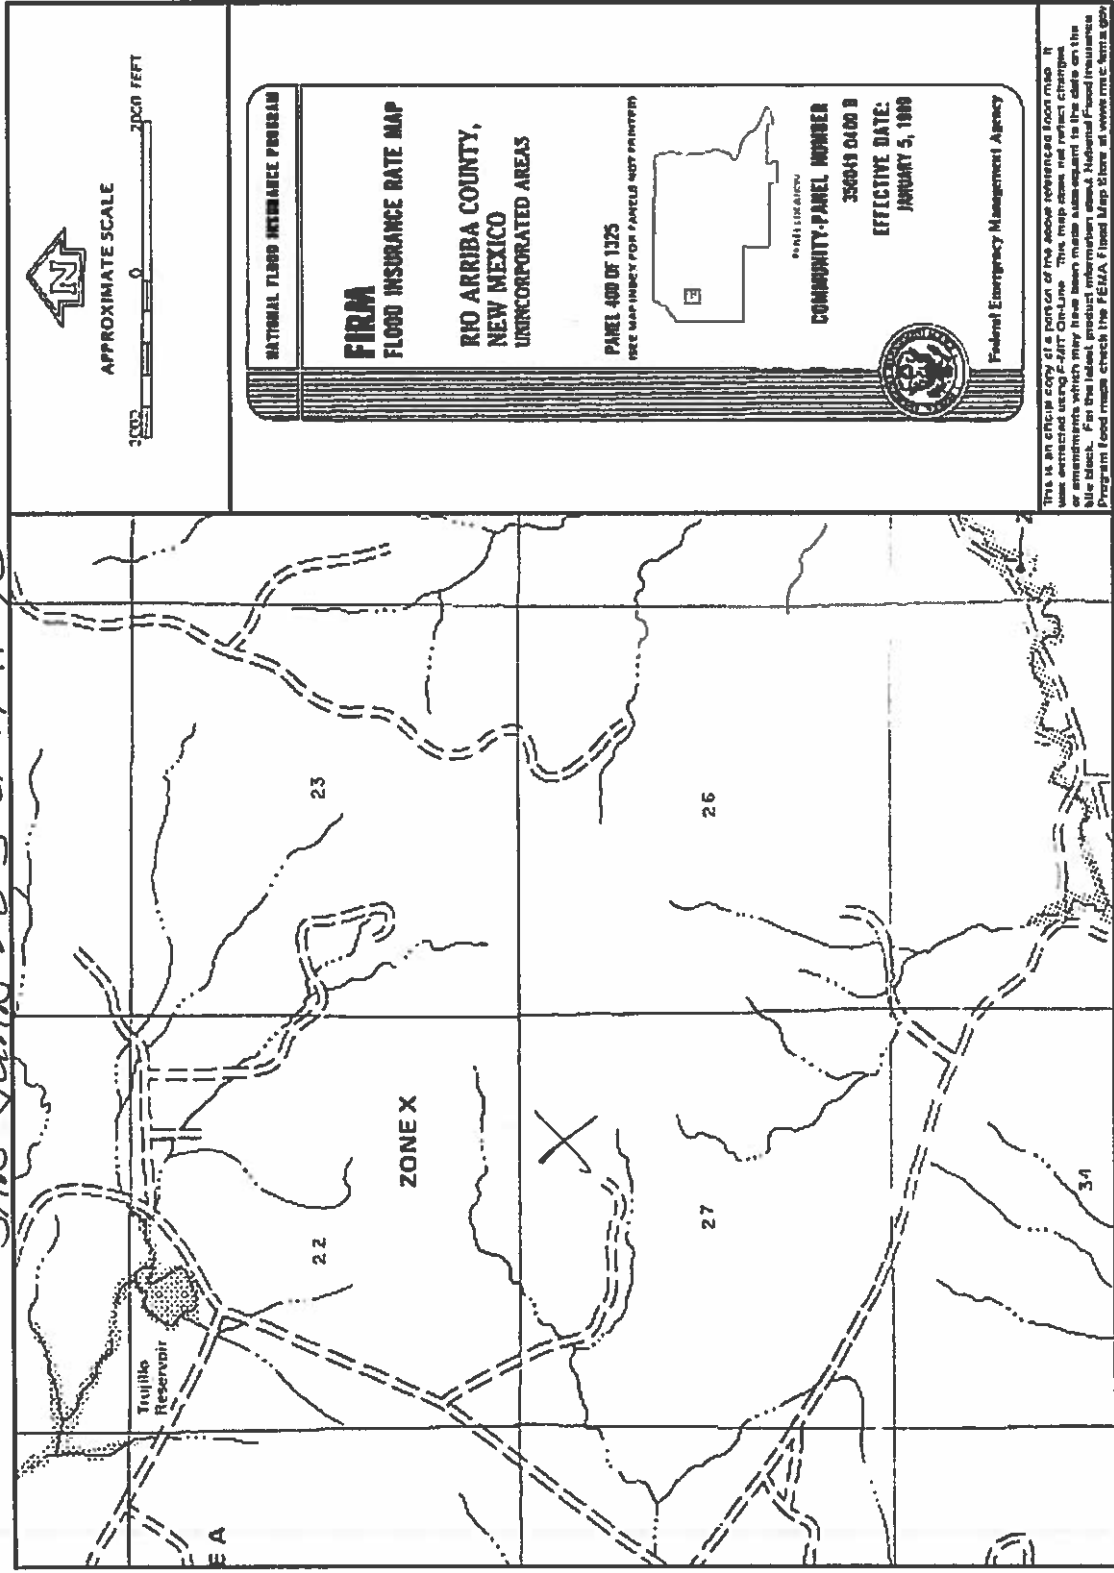 APPROXIMATE SCALE
0
2000 FEET
NATIONAL FLOOD INSURANCE PROGRAM
FIRM
FLOOD INSURANCE RATE MAP
RIO ARRIBA COUNTY,
NEW MEXICO
UNINCORPORATED AREAS
PANEL 400 OF 1325
(SEE MAP INDEX FOR PANELS NOT PRINTED)
COMMUNITY-PANEL NUMBER
350049 0400 B
EFFECTIVE DATE:
JANUARY 5, 1989
Federal Emergency Management Agency
This is an official copy of a portion of the above referenced flood map. It
was extracted using F-MIT On-Line. This map does not reflect changes
or amendments which may have been made subsequent to the date on the
title block. For the latest product information about National Flood Insurance
Program flood maps check the FEMA Flood Map Store at www.msc.fema.gov
N
Trujillo
Reservoir
22
23
ZONE X
27
26
34
EA